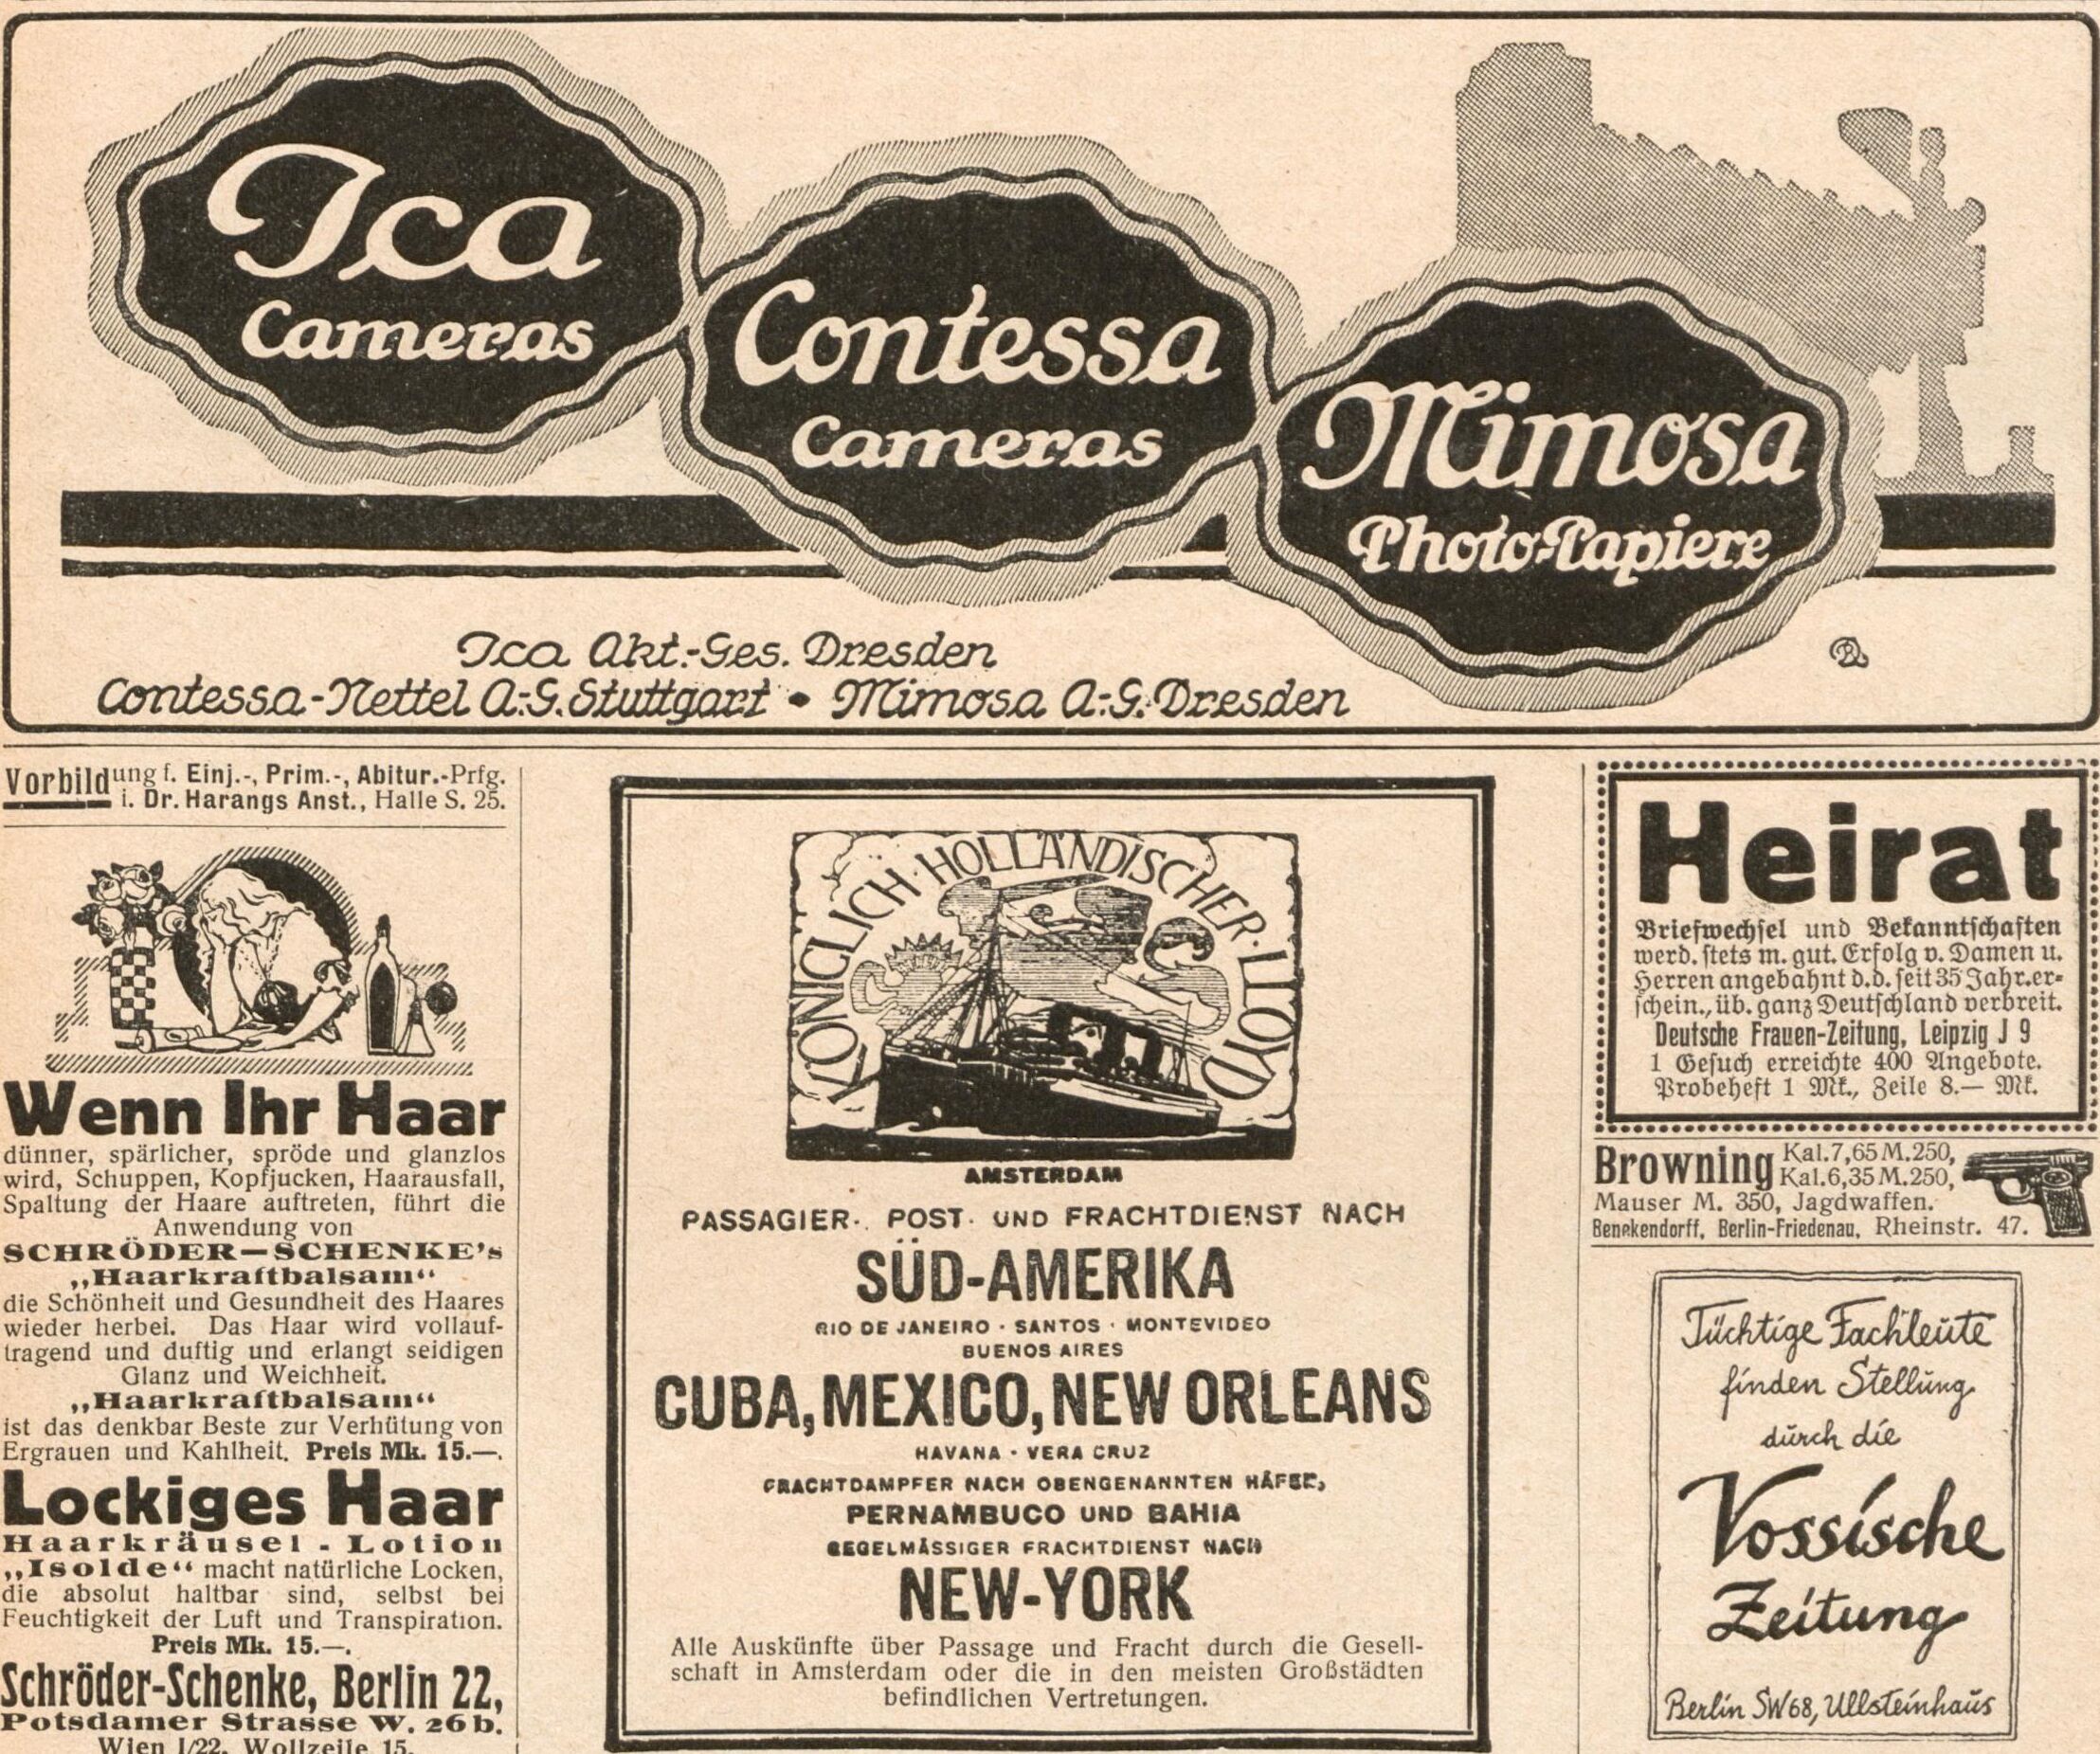 Ica
Cameras
Contessa
Cameras
Mimosa
Photo-Papiere
Ica Akt.-Ges. Dresden
Contessa-Nettel A.-G. Stuttgart • Mimosa A.-G. Dresden
Vorbildung f. Einj.-, Prim.-, Abitur.-Prfg.
i. Dr. Harangs Anst., Halle S. 25.
Wenn Ihr Haar
dünner, spärlicher, spröde und glanzlos
wird, Schuppen, Kopfjucken, Haarausfall,
Spaltung der Haare auftreten, führt die
Anwendung von
SCHRÖDER-SCHENKE's
„Haarkraftbalsam“
die Schönheit und Gesundheit des Haares
wieder herbei. Das Haar wird vollauf-
tragend und duftig und erlangt seidigen
Glanz und Weichheit.
„Haarkraftbalsam“
ist das denkbar Beste zur Verhütung von
Ergrauen und Kahlheit. Preis Mk. 15.—.
Lockiges Haar
Haarkräusel-Lotion
„Isolde“ macht natürliche Locken,
die absolut haltbar sind, selbst bei
Feuchtigkeit der Luft und Transpiration.
Preis Mk. 15.—.
Schröder-Schenke, Berlin 22,
Potsdamer Strasse W. 26b.
Wien 1/22, Wollzeile 15.
KÖNIGLICH·HOLLÄNDISCHER·LLOYD
AMSTERDAM
PASSAGIER-, POST- UND FRACHTDIENST NACH
SÜD-AMERIKA
RIO DE JANEIRO · SANTOS · MONTEVIDEO
BUENOS AIRES
CUBA, MEXICO, NEW ORLEANS
HAVANA · VERA CRUZ
FRACHTDAMPFER NACH OBENGENANNTEN HÄFEN,
PERNAMBUCO UND BAHIA
REGELMÄSSIGER FRACHTDIENST NACH
NEW-YORK
Alle Auskünfte über Passage und Fracht durch die Gesell-
schaft in Amsterdam oder die in den meisten Großstädten
befindlichen Vertretungen.
Heirat
Briefwechsel und Bekanntschaften
werd. stets m. gut. Erfolg v. Damen u.
Herren angebahnt d. d. seit 35 Jahr. er-
schein., üb. ganz Deutschland verbreit.
Deutsche Frauen-Zeitung, Leipzig J 9
1 Gesuch erreichte 400 Angebote.
Probeheft 1 Mk., Zeile 8.— Mk.
Browning Kal. 7,65 M. 250,
Kal. 6,35 M. 250,
Mauser M. 350, Jagdwaffen.
Benekendorff, Berlin-Friedenau, Rheinstr. 47.
Tüchtige Fachleute
finden Stellung
durch die
Vossische
Zeitung
Berlin SW 68, Ullsteinhaus